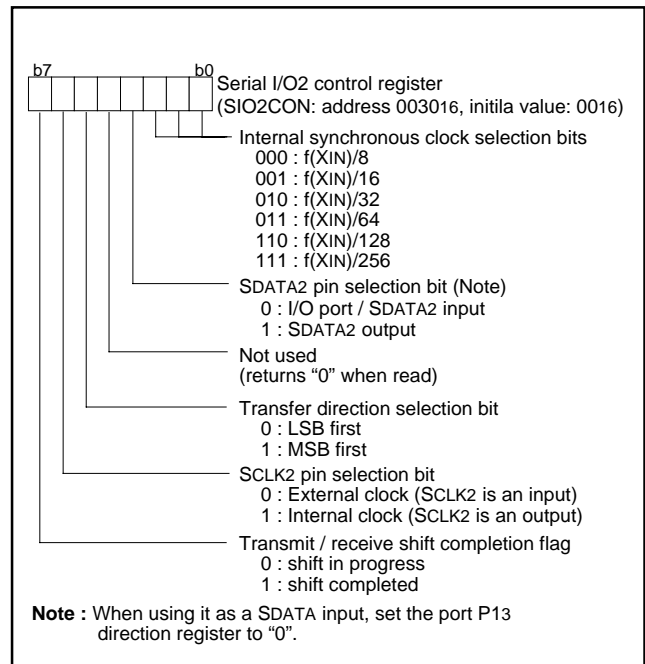 b7 b0
Serial I/O2 control register
(SIO2CON: address 003016, initila value: 0016)
Internal synchronous clock selection bits
000 : f(XIN)/8
001 : f(XIN)/16
010 : f(XIN)/32
011 : f(XIN)/64
110 : f(XIN)/128
111 : f(XIN)/256
SDATA2 pin selection bit (Note)
0 : I/O port / SDATA2 input
1 : SDATA2 output
Not used
(returns “0” when read)
Transfer direction selection bit
0 : LSB first
1 : MSB first
SCLK2 pin selection bit
0 : External clock (SCLK2 is an input)
1 : Internal clock (SCLK2 is an output)
Transmit / receive shift completion flag
0 : shift in progress
1 : shift completed
Note : When using it as a SDATA input, set the port P13
direction register to “0”.